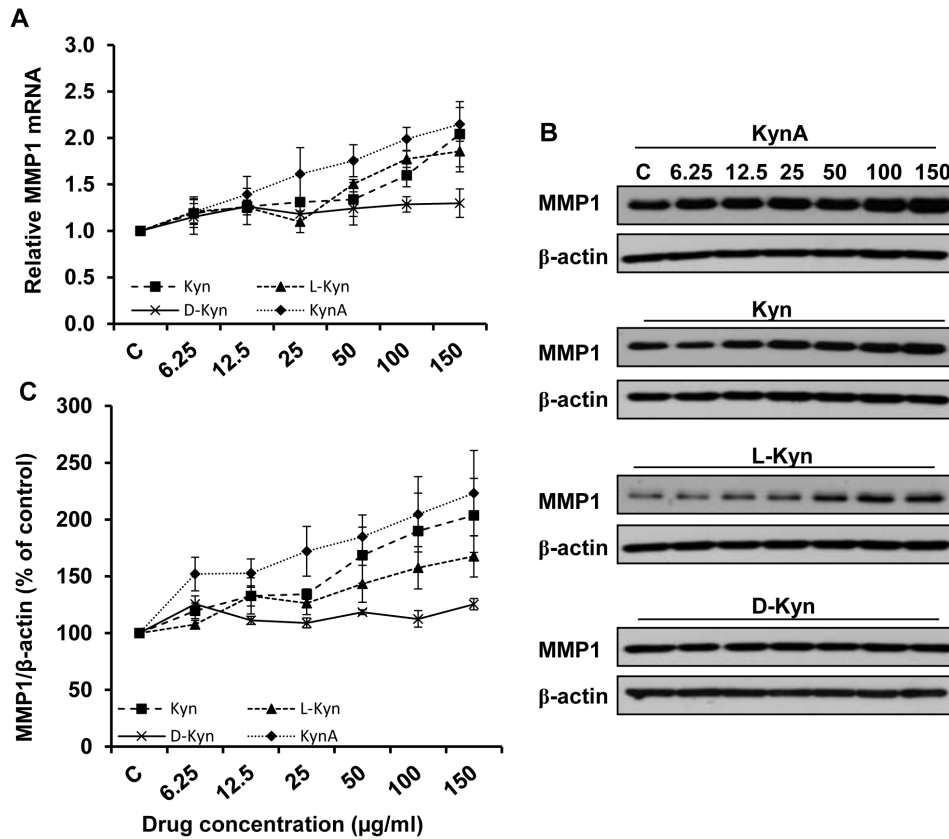 A
Relative MMP1 mRNA
3.0
2.5
2.0
1.5
1.0
0.5
0.0
Kyn
L-Kyn
D-Kyn
KynA
C
6.25
12.5
25
50
100
150
B
KynA
C 6.25 12.5 25 50 100 150
MMP1
β-actin
Kyn
MMP1
β-actin
L-Kyn
MMP1
β-actin
D-Kyn
MMP1
β-actin
C
MMP1/β-actin (% of control)
300
250
200
150
100
50
0
Kyn
L-Kyn
D-Kyn
KynA
C
6.25
12.5
25
50
100
150
Drug concentration (µg/ml)